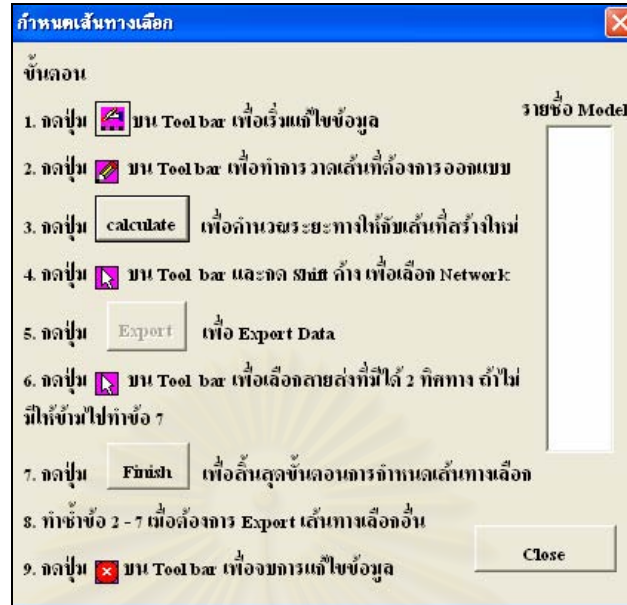 กำหนดเส้นทางเลือก
ขั้นตอน
รายชื่อ Model
1. กดปุ่ม บน Tool bar เพื่อเริ่มแก้ไขข้อมูล
2. กดปุ่ม บน Tool bar เพื่อทำการวาดเส้นที่ต้องการออกแบบ
3. กดปุ่ม calculate เพื่อคำนวณระยะทางให้กับเส้นที่สร้างใหม่
4. กดปุ่ม บน Tool bar และกด Shift ค้าง เพื่อเลือก Network
5. กดปุ่ม Export เพื่อ Export Data
6. กดปุ่ม บน Tool bar เพื่อเลือกสายส่งที่มีได้ 2 ทิศทาง ถ้าไม่
มีให้ข้ามไปทำข้อ 7
7. กดปุ่ม Finish เพื่อสิ้นสุดขั้นตอนการกำหนดเส้นทางเลือก
8. ทำซ้ำข้อ 2 - 7 เมื่อต้องการ Export เส้นทางเลือกอื่น
9. กดปุ่ม บน Tool bar เพื่อจบการแก้ไขข้อมูล
Close